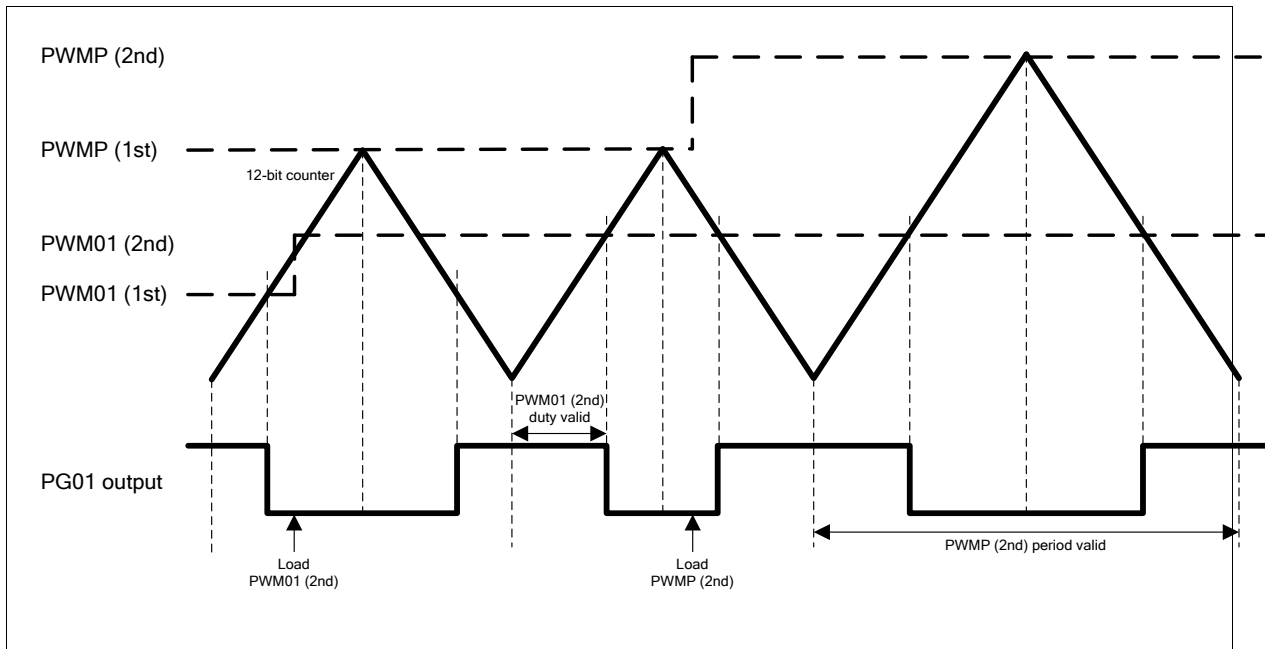 PWMP (2nd)
PWMP (1st)
12-bit counter
PWM01 (2nd)
PWM01 (1st)
PWM01 (2nd)
duty valid
PG01 output
PWMP (2nd) period valid
Load
PWM01 (2nd)
Load
PWMP (2nd)